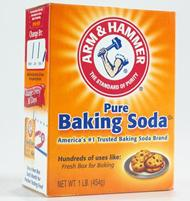 ARM & HAMMER
THE STANDARD OF PURITY
Pure
Baking Soda
America's #1 Trusted Baking Soda Brand
Hundreds of uses like:
Fresh Box for Baking
NET WT 1 LB (454g)